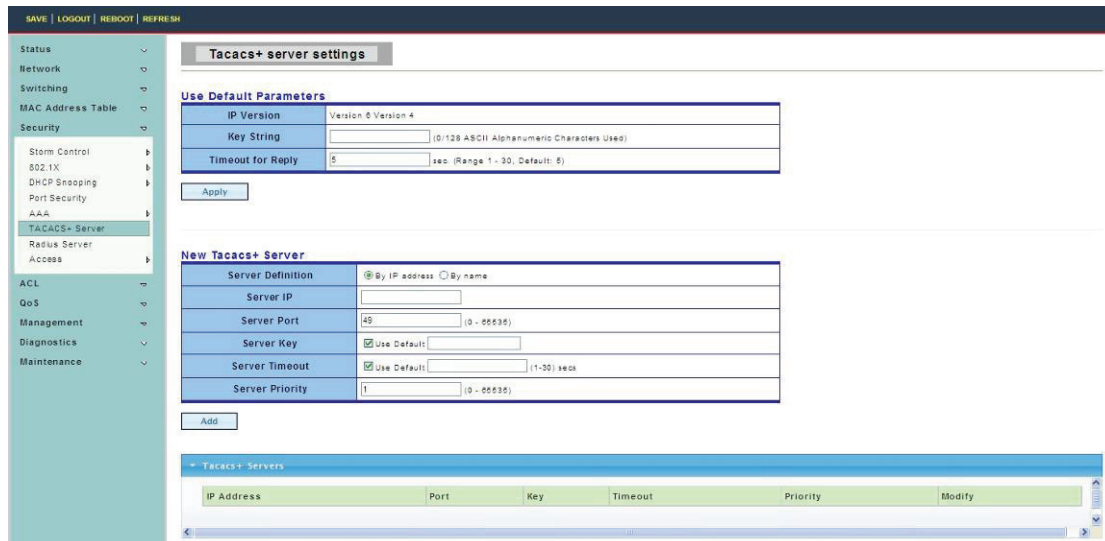 SAVE | LOGOUT | REBOOT | REFRESH
Status
Network
Switching
MAC Address Table
Security
Storm Control
802.1X
DHCP Snooping
Port Security
AAA
TACACS+ Server
Radius Server
Access
ACL
QoS
Management
Diagnostics
Maintenance
Tacacs+ server settings
Use Default Parameters
IP Version Version 6 Version 4
Key String (0/128 ASCII Alphanumeric Characters Used)
Timeout for Reply 5 sec. (Range 1 - 30, Default: 5)
Apply
New Tacacs+ Server
Server Definition By IP address By name
Server IP
Server Port 49 (0 - 65535)
Server Key Use Default
Server Timeout Use Default (1-30) secs
Server Priority 1 (0 - 65535)
Add
Tacacs+ Servers
IP Address Port Key Timeout Priority Modify